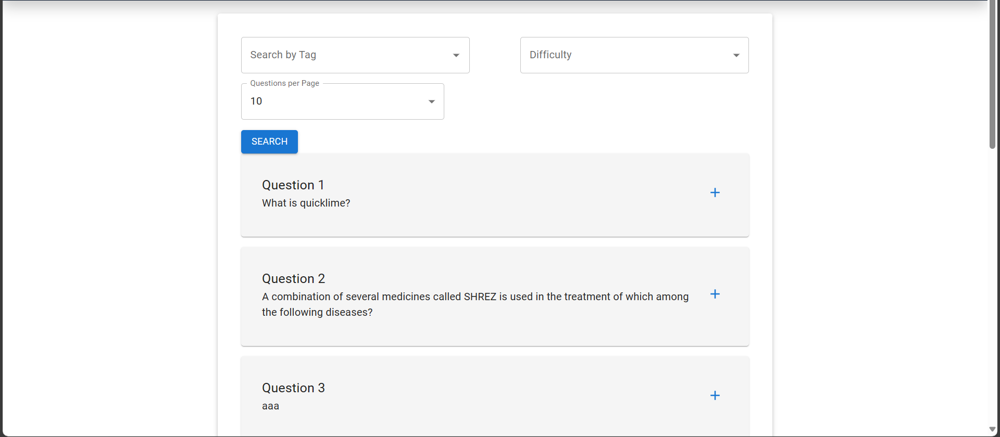 Search by Tag
Difficulty
Questions per Page
10
SEARCH
Question 1
What is quicklime?
Question 2
A combination of several medicines called SHREZ is used in the treatment of which among
the following diseases?
Question 3
aaa